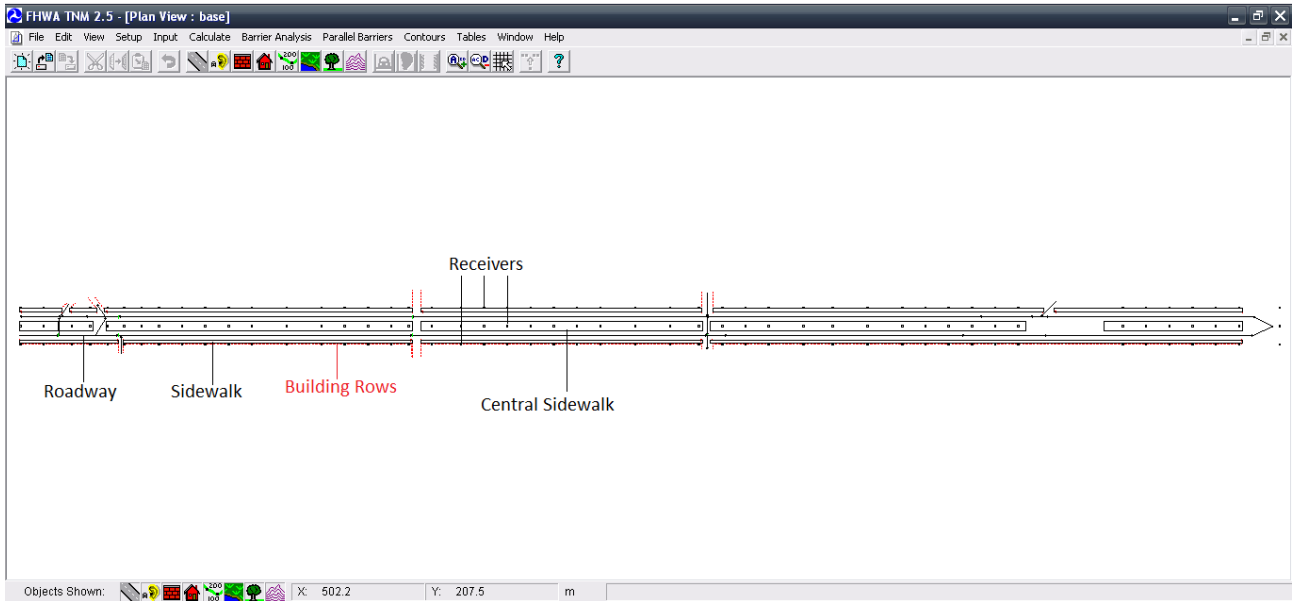 FHWA TNM 2.5 - [Plan View : base]
File Edit View Setup Input Calculate Barrier Analysis Parallel Barriers Contours Tables Window Help
Receivers
Roadway
Sidewalk
Building Rows
Central Sidewalk
Objects Shown: X: 502.2 Y: 207.5 m